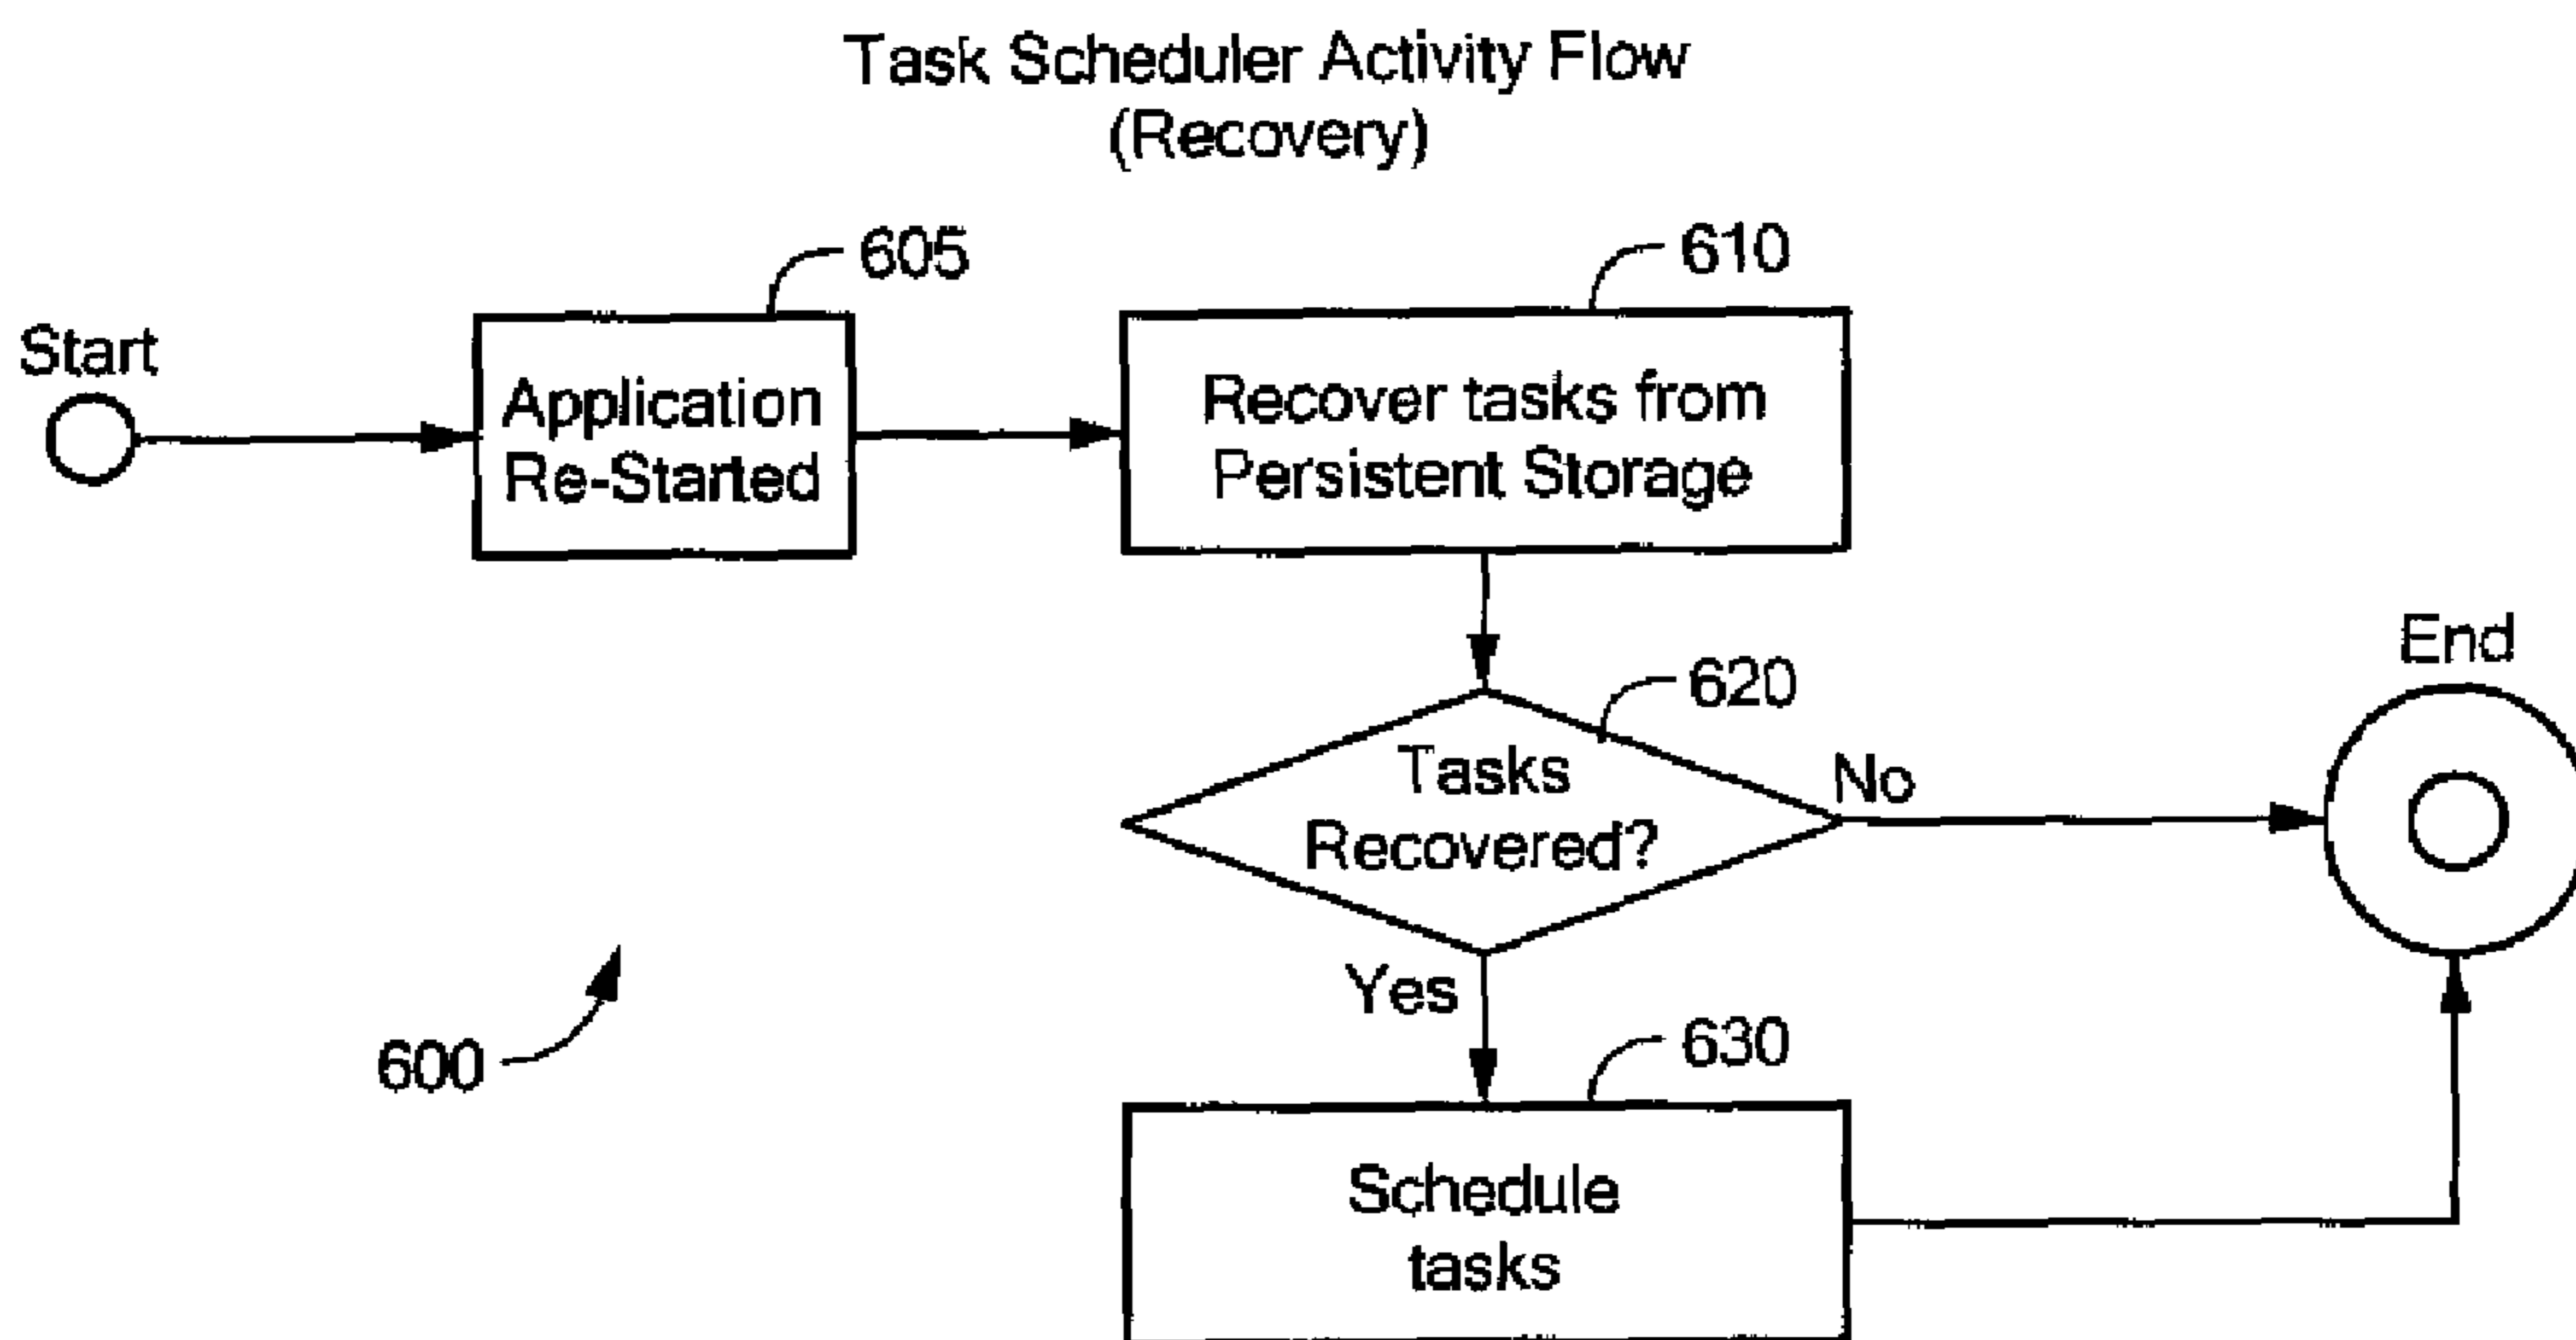 Task Scheduler Activity Flow
(Recovery)
605
610
Start
Application
Re-Started
Recover tasks from
Persistent Storage
End
620
Tasks
Recovered?
No
Yes
600
630
Schedule
tasks